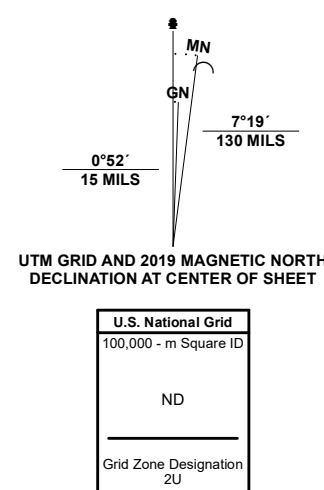 MN
GN
7°19´
130 MILS
0°52´
15 MILS
UTM GRID AND 2019 MAGNETIC NORTH
DECLINATION AT CENTER OF SHEET
U.S. National Grid
100,000 - m Square ID
ND
Grid Zone Designation
2U